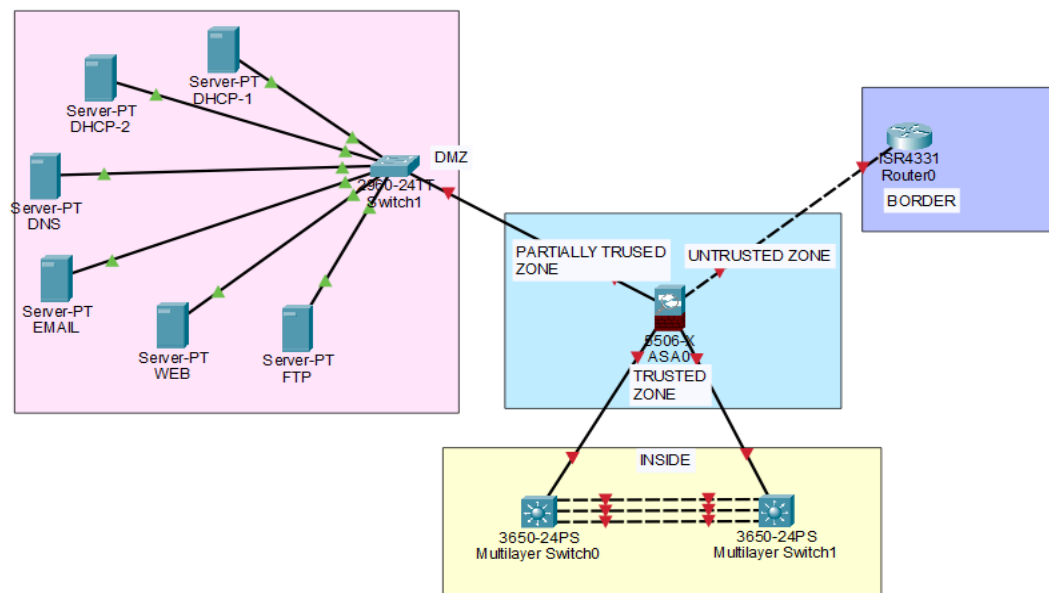 Server-PT
DHCP-1
Server-PT
DHCP-2
DMZ
2960-24TT
Switch1
Server-PT
DNS
Server-PT
EMAIL
Server-PT
WEB
Server-PT
FTP
ISR4331
Router0
BORDER
PARTIALLY TRUSED
ZONE
UNTRUSTED ZONE
5506-X
ASA0
TRUSTED
ZONE
INSIDE
3650-24PS
Multilayer Switch0
3650-24PS
Multilayer Switch1